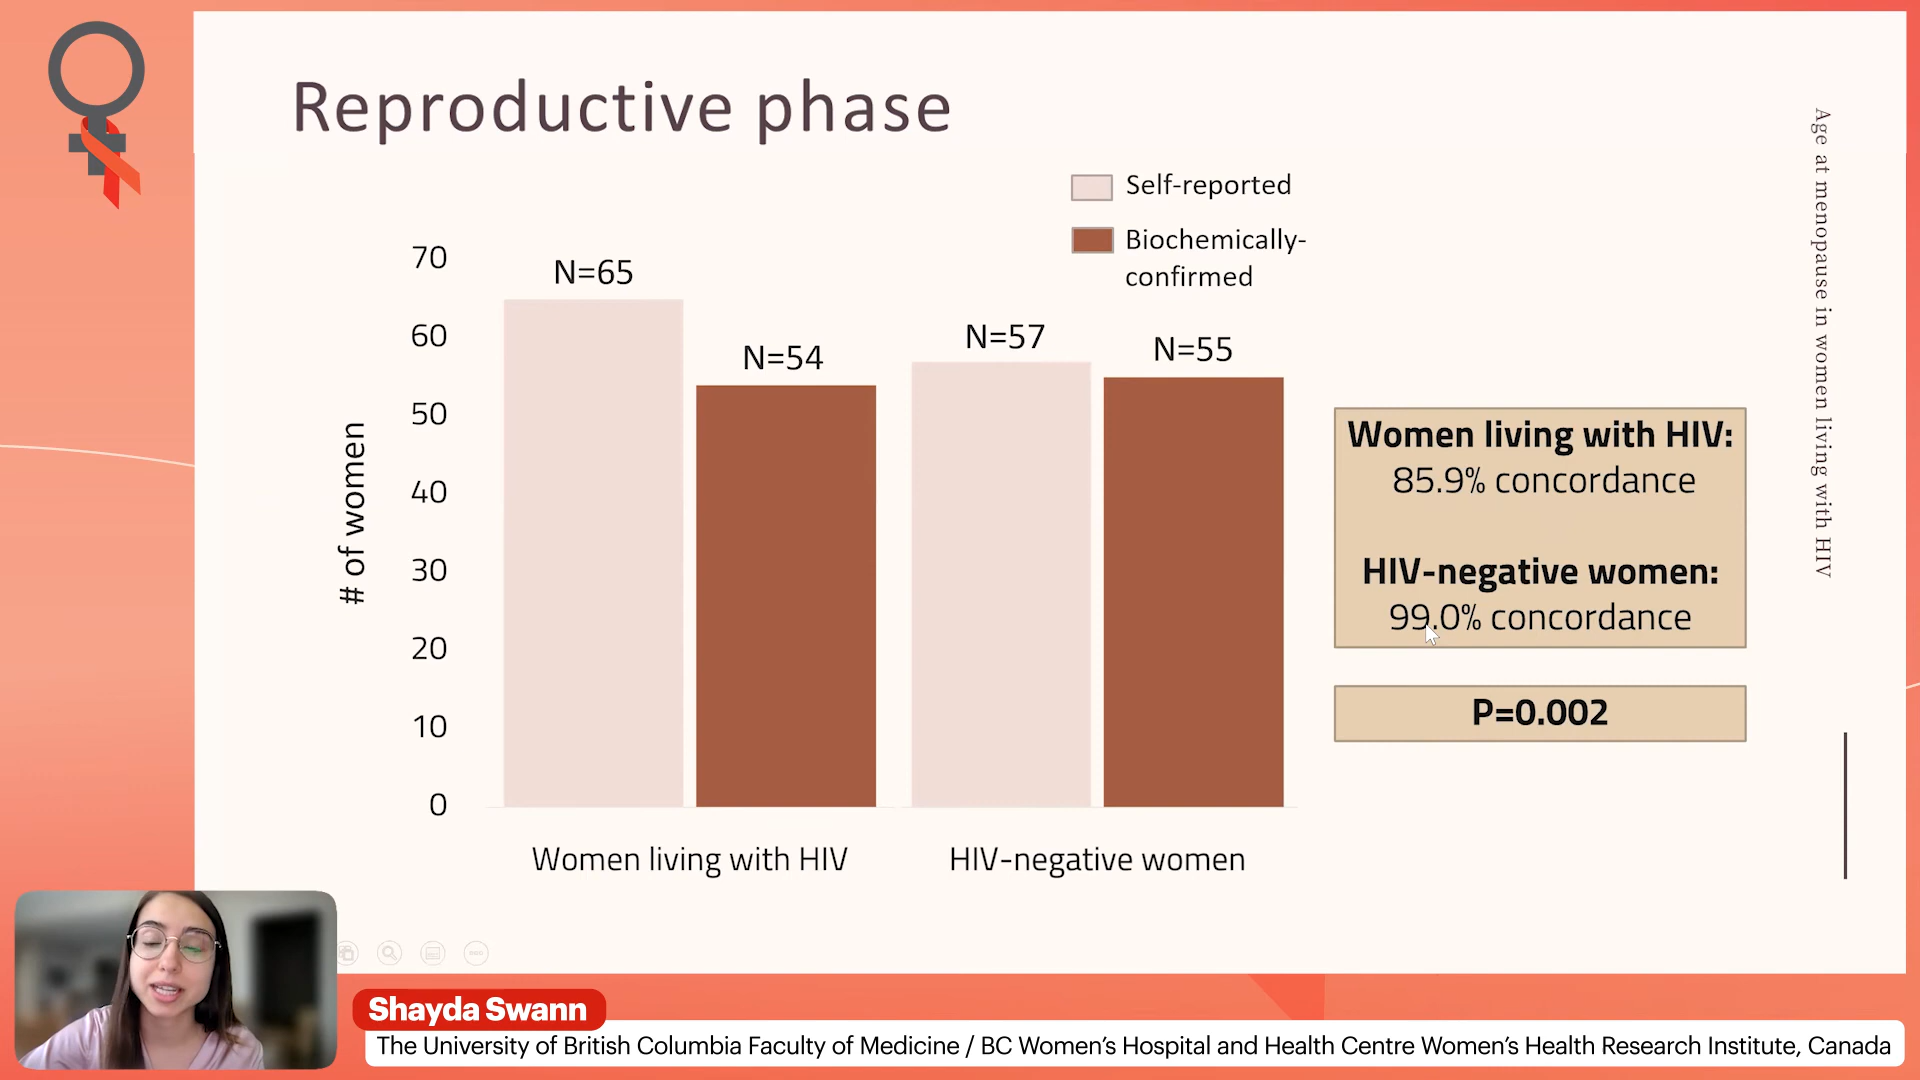 Reproductive phase
Self-reported
Biochemically-
confirmed
# of women
70
60
50
40
30
20
10
0
N=65
N=54
N=57
N=55
Women living with HIV
HIV-negative women
Women living with HIV:
85.9% concordance
HIV-negative women:
99.0% concordance
P=0.002
Age at menopause in women living with HIV
Shayda Swann
The University of British Columbia Faculty of Medicine / BC Women's Hospital and Health Centre Women's Health Research Institute, Canada